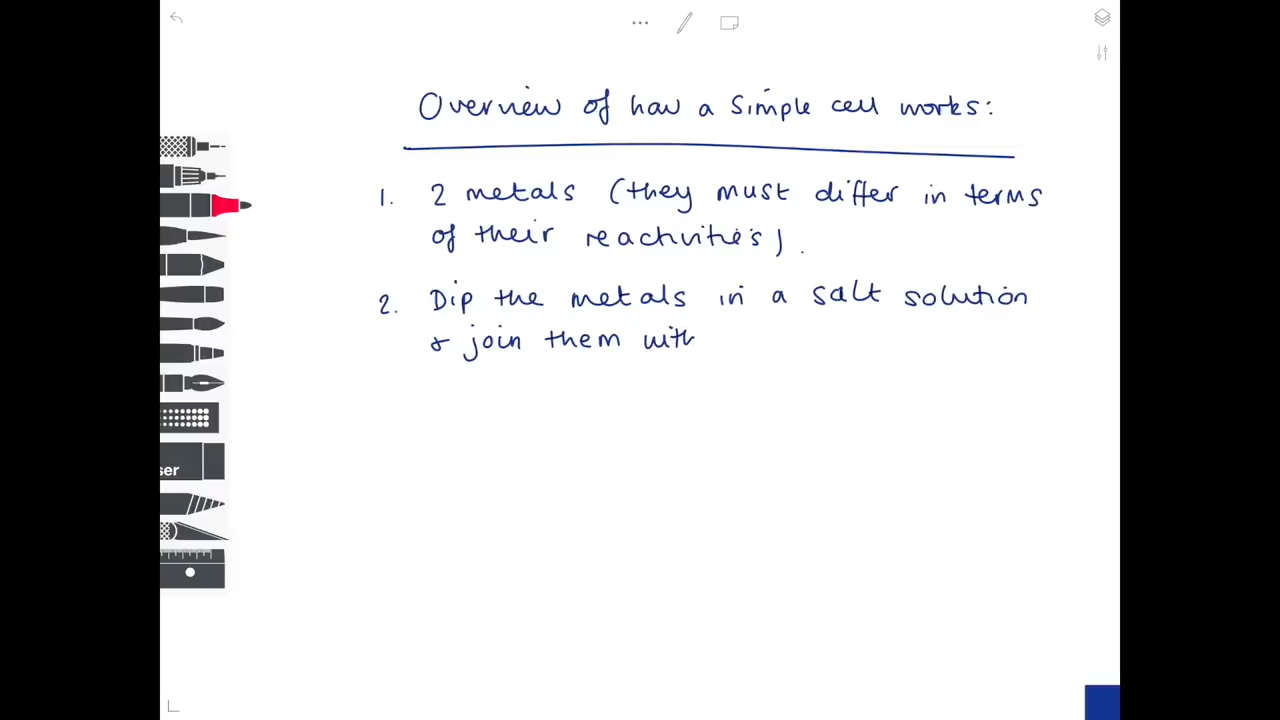 Overview of how a simple cell works:
1. 2 metals (they must differ in terms
of their reactivities).
2. Dip the metals in a salt solution
& join them with
ser